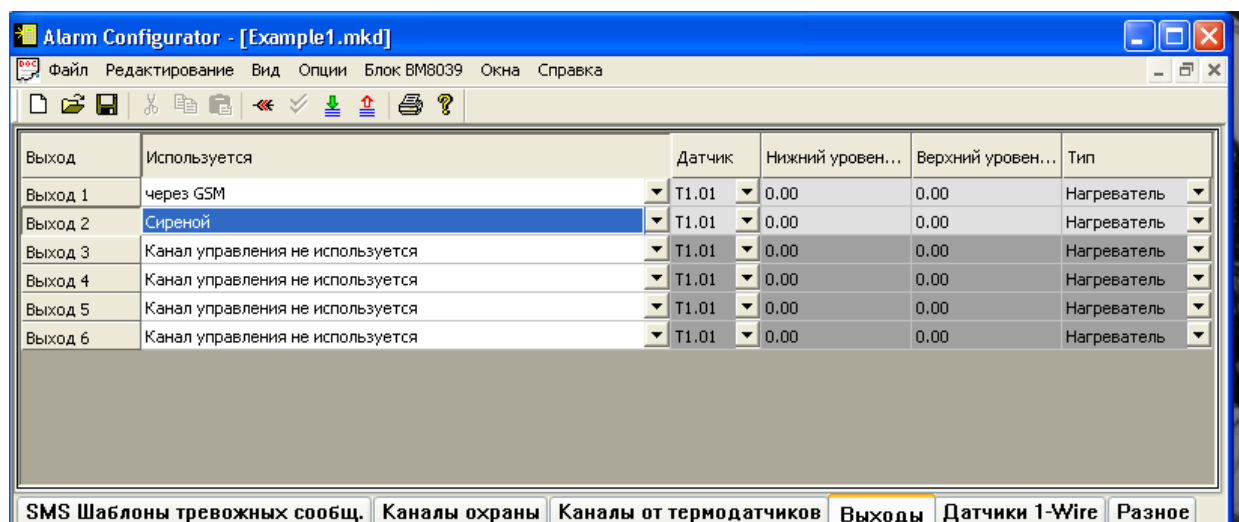 Alarm Configurator - [Example1.mkd]
Файл Редактирование Вид Опции Блок BM8039 Окна Справка
Выход Используется Датчик Нижний уровен... Верхний уровен... Тип
Выход 1 через GSM T1.01 0.00 0.00 Нагреватель
Выход 2 Сиреной T1.01 0.00 0.00 Нагреватель
Выход 3 Канал управления не используется T1.01 0.00 0.00 Нагреватель
Выход 4 Канал управления не используется T1.01 0.00 0.00 Нагреватель
Выход 5 Канал управления не используется T1.01 0.00 0.00 Нагреватель
Выход 6 Канал управления не используется T1.01 0.00 0.00 Нагреватель
SMS Шаблоны тревожных сообщ. Каналы охраны Каналы от термодатчиков Выходы Датчики 1-Wire Разное